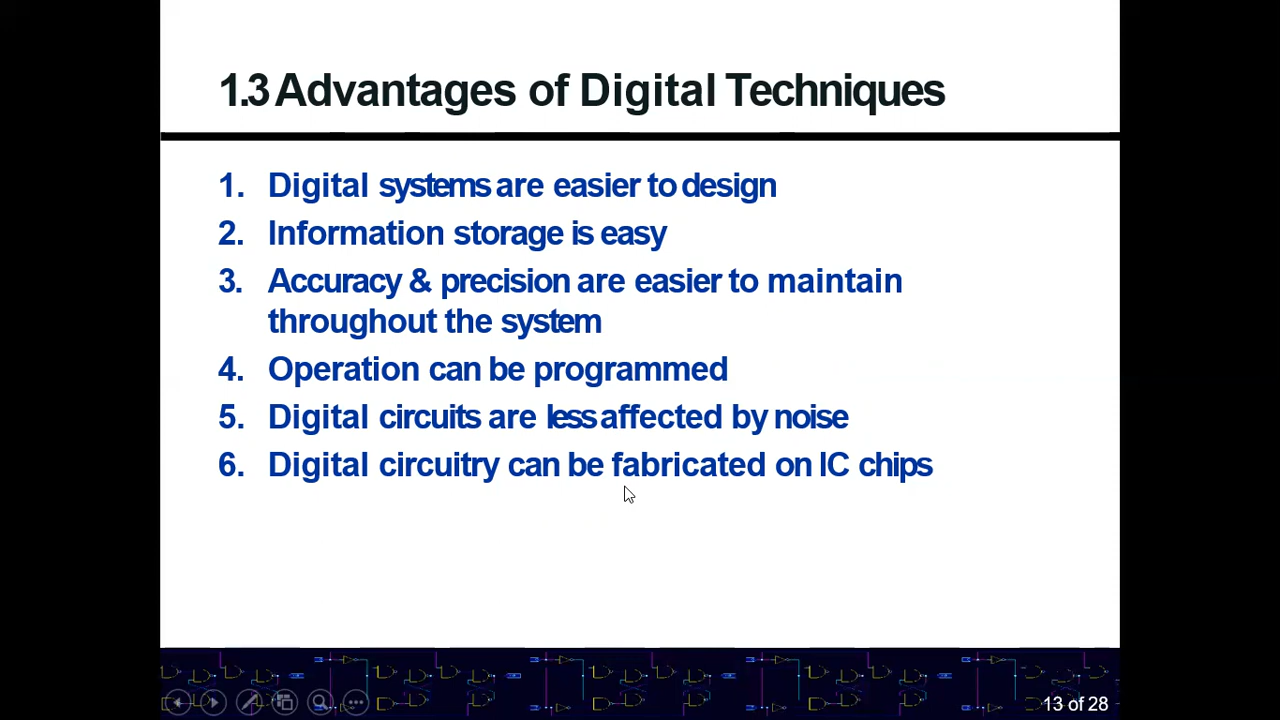 1.3 Advantages of Digital Techniques
1. Digital systems are easier to design
2. Information storage is easy
3. Accuracy & precision are easier to maintain
throughout the system
4. Operation can be programmed
5. Digital circuits are less affected by noise
6. Digital circuitry can be fabricated on IC chips
13 of 28